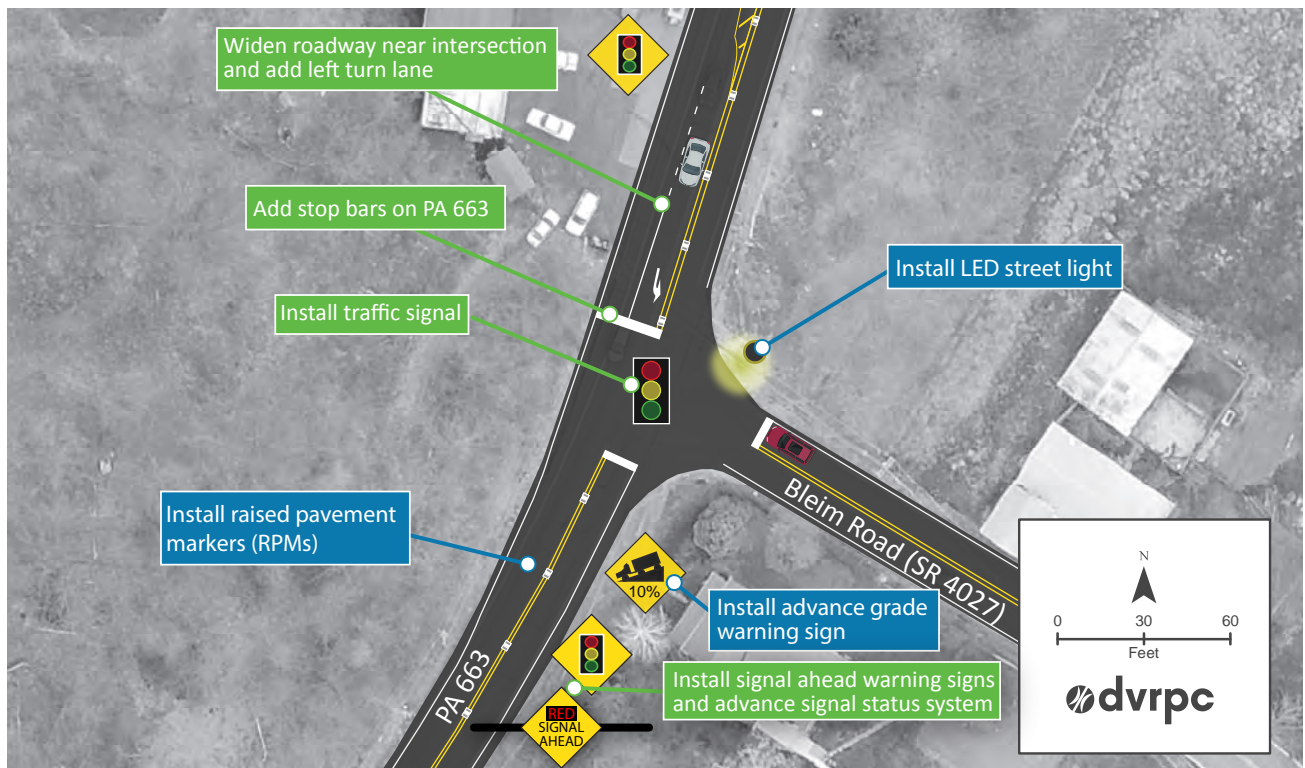 Widen roadway near intersection
and add left turn lane
Add stop bars on PA 663
Install LED street light
Install traffic signal
Install raised pavement
markers (RPMs)
Bleim Road (SR 4027)
10%
Install advance grade
warning sign
PA 663
Install signal ahead warning signs
and advance signal status system
RED
SIGNAL
AHEAD
N
0 30 60
Feet
dvrpc